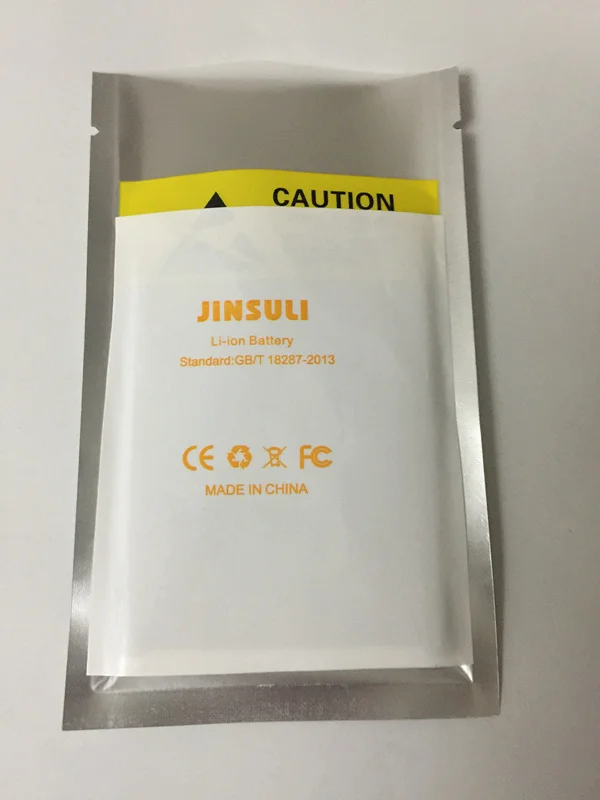 CAUTION
JINSULI
Li-ion Battery
Standard:GB/T 18287-2013
CE FC
MADE IN CHINA